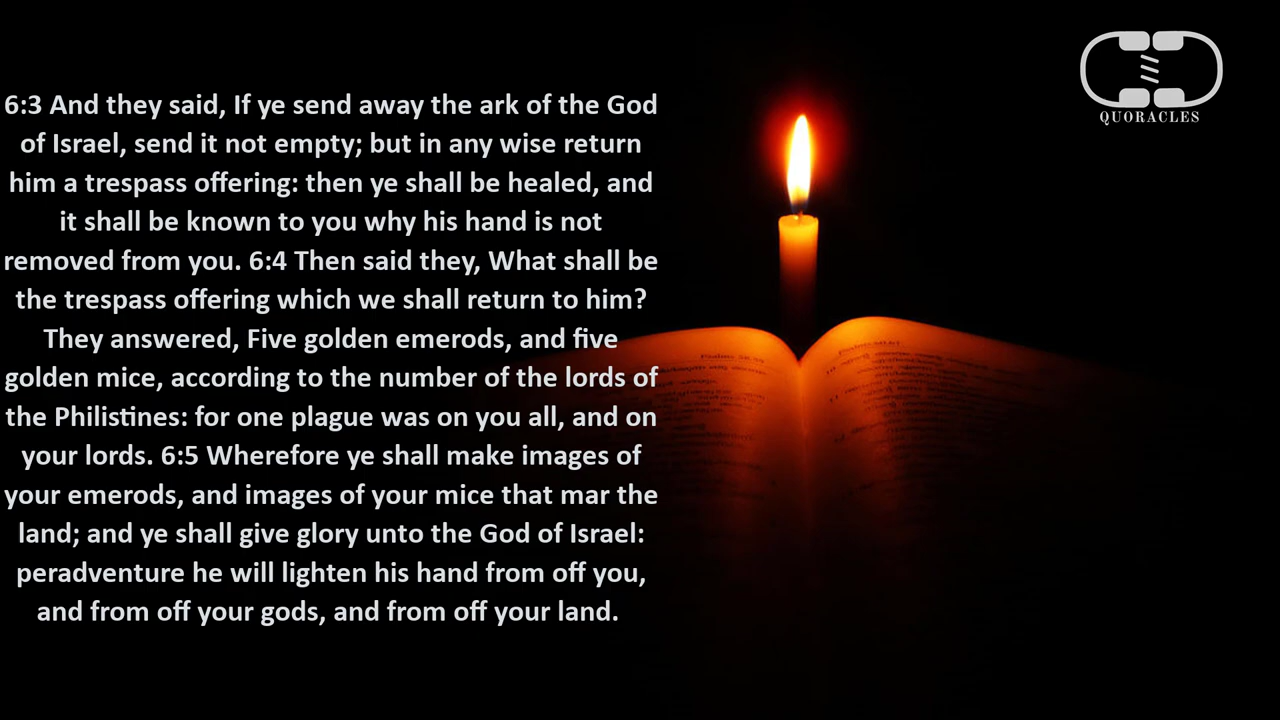 6:3 And they said, If ye send away the ark of the God
of Israel, send it not empty; but in any wise return
him a trespass offering: then ye shall be healed, and
it shall be known to you why his hand is not
removed from you. 6:4 Then said they, What shall be
the trespass offering which we shall return to him?
They answered, Five golden emerods, and five
golden mice, according to the number of the lords of
the Philistines: for one plague was on you all, and on
your lords. 6:5 Wherefore ye shall make images of
your emerods, and images of your mice that mar the
land; and ye shall give glory unto the God of Israel:
peradventure he will lighten his hand from off you,
and from off your gods, and from off your land.
QUORACLES